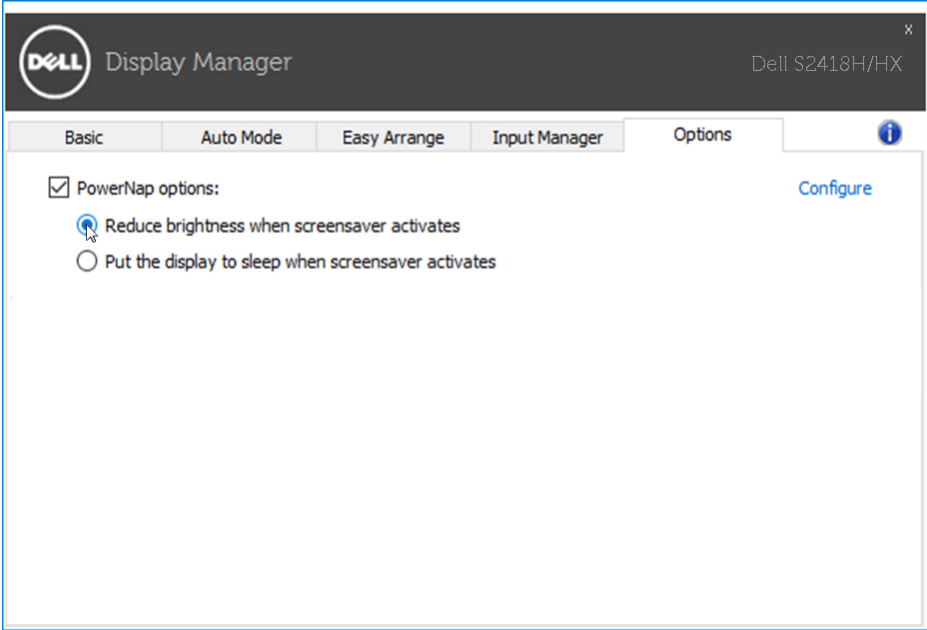 DELL
Display Manager
x
Dell S2418H/HX
Basic Auto Mode Easy Arrange Input Manager Options
PowerNap options: Configure
Reduce brightness when screensaver activates
Put the display to sleep when screensaver activates